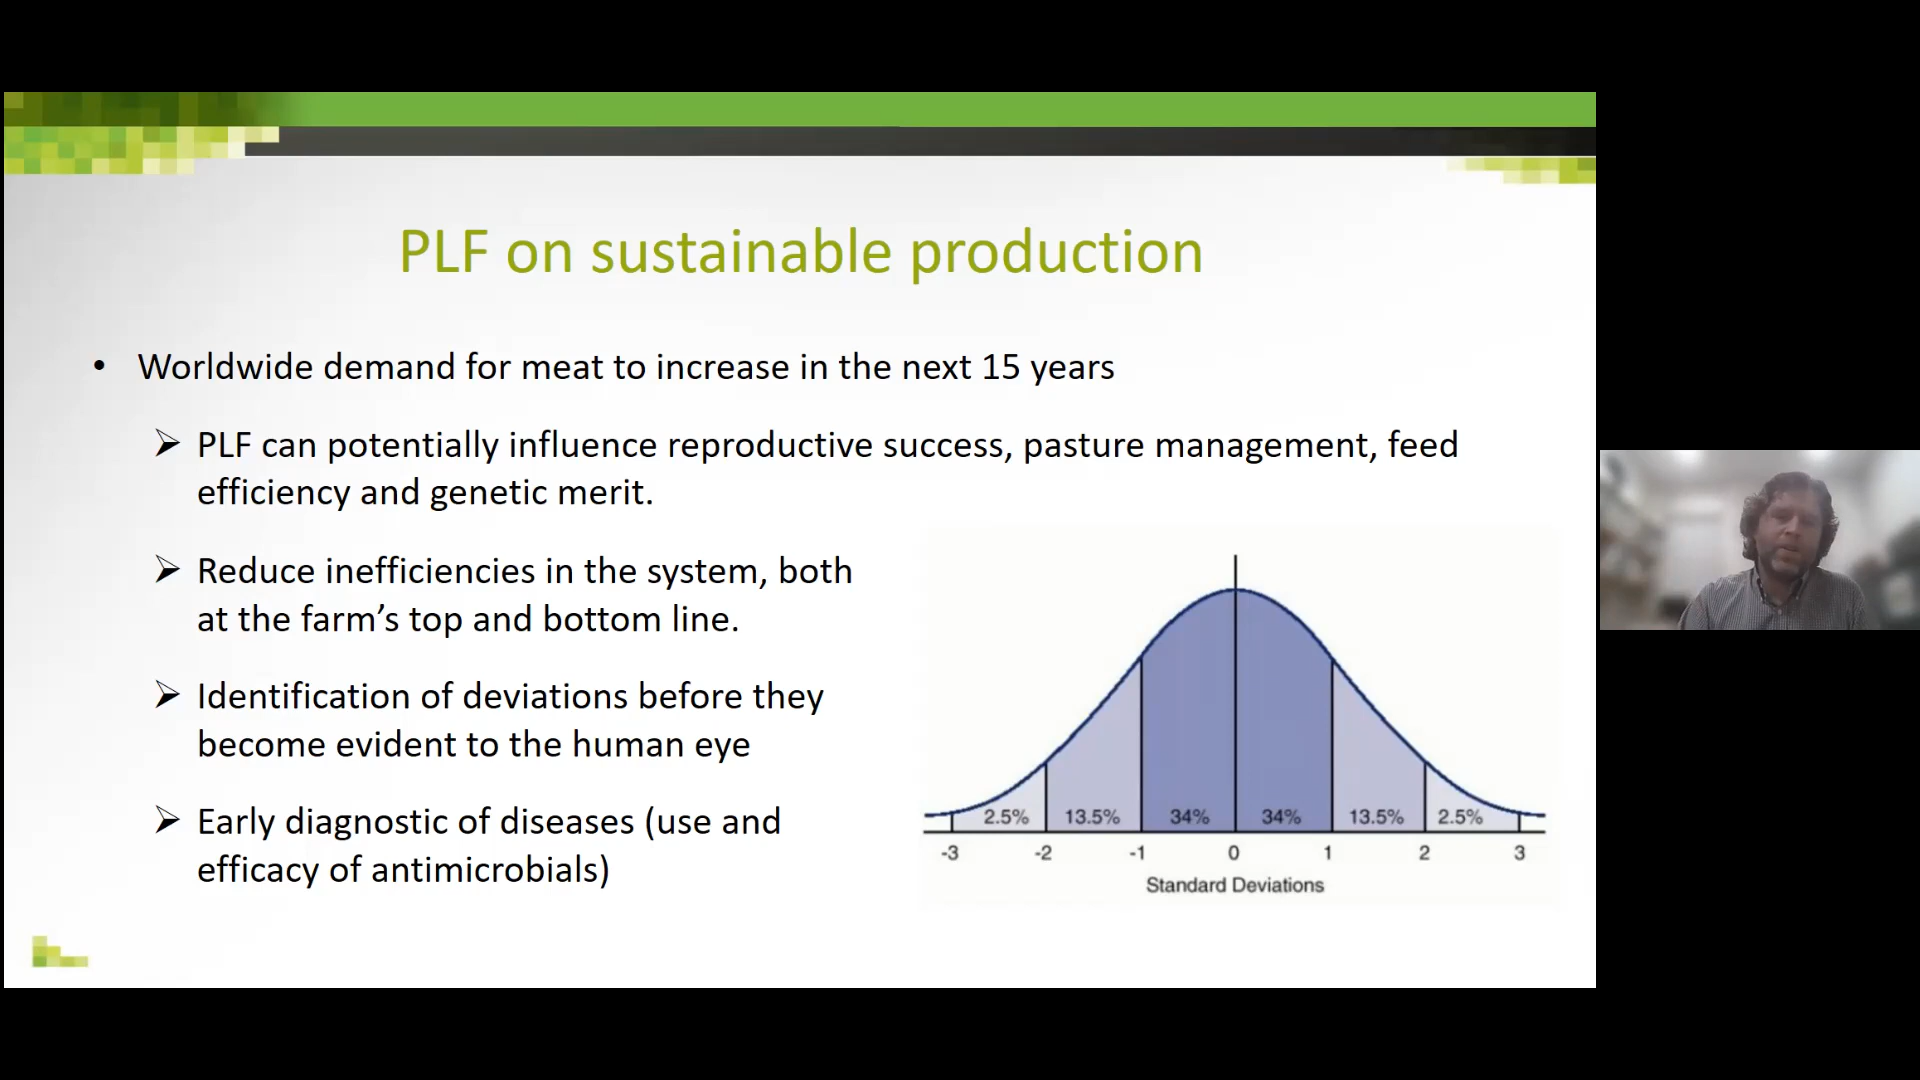 PLF on sustainable production
• Worldwide demand for meat to increase in the next 15 years
➢ PLF can potentially influence reproductive success, pasture management, feed
efficiency and genetic merit.
➢ Reduce inefficiencies in the system, both
at the farm’s top and bottom line.
➢ Identification of deviations before they
become evident to the human eye
➢ Early diagnostic of diseases (use and
efficacy of antimicrobials)
2.5% 13.5% 34% 34% 13.5% 2.5%
-3 -2 -1 0 1 2 3
Standard Deviations